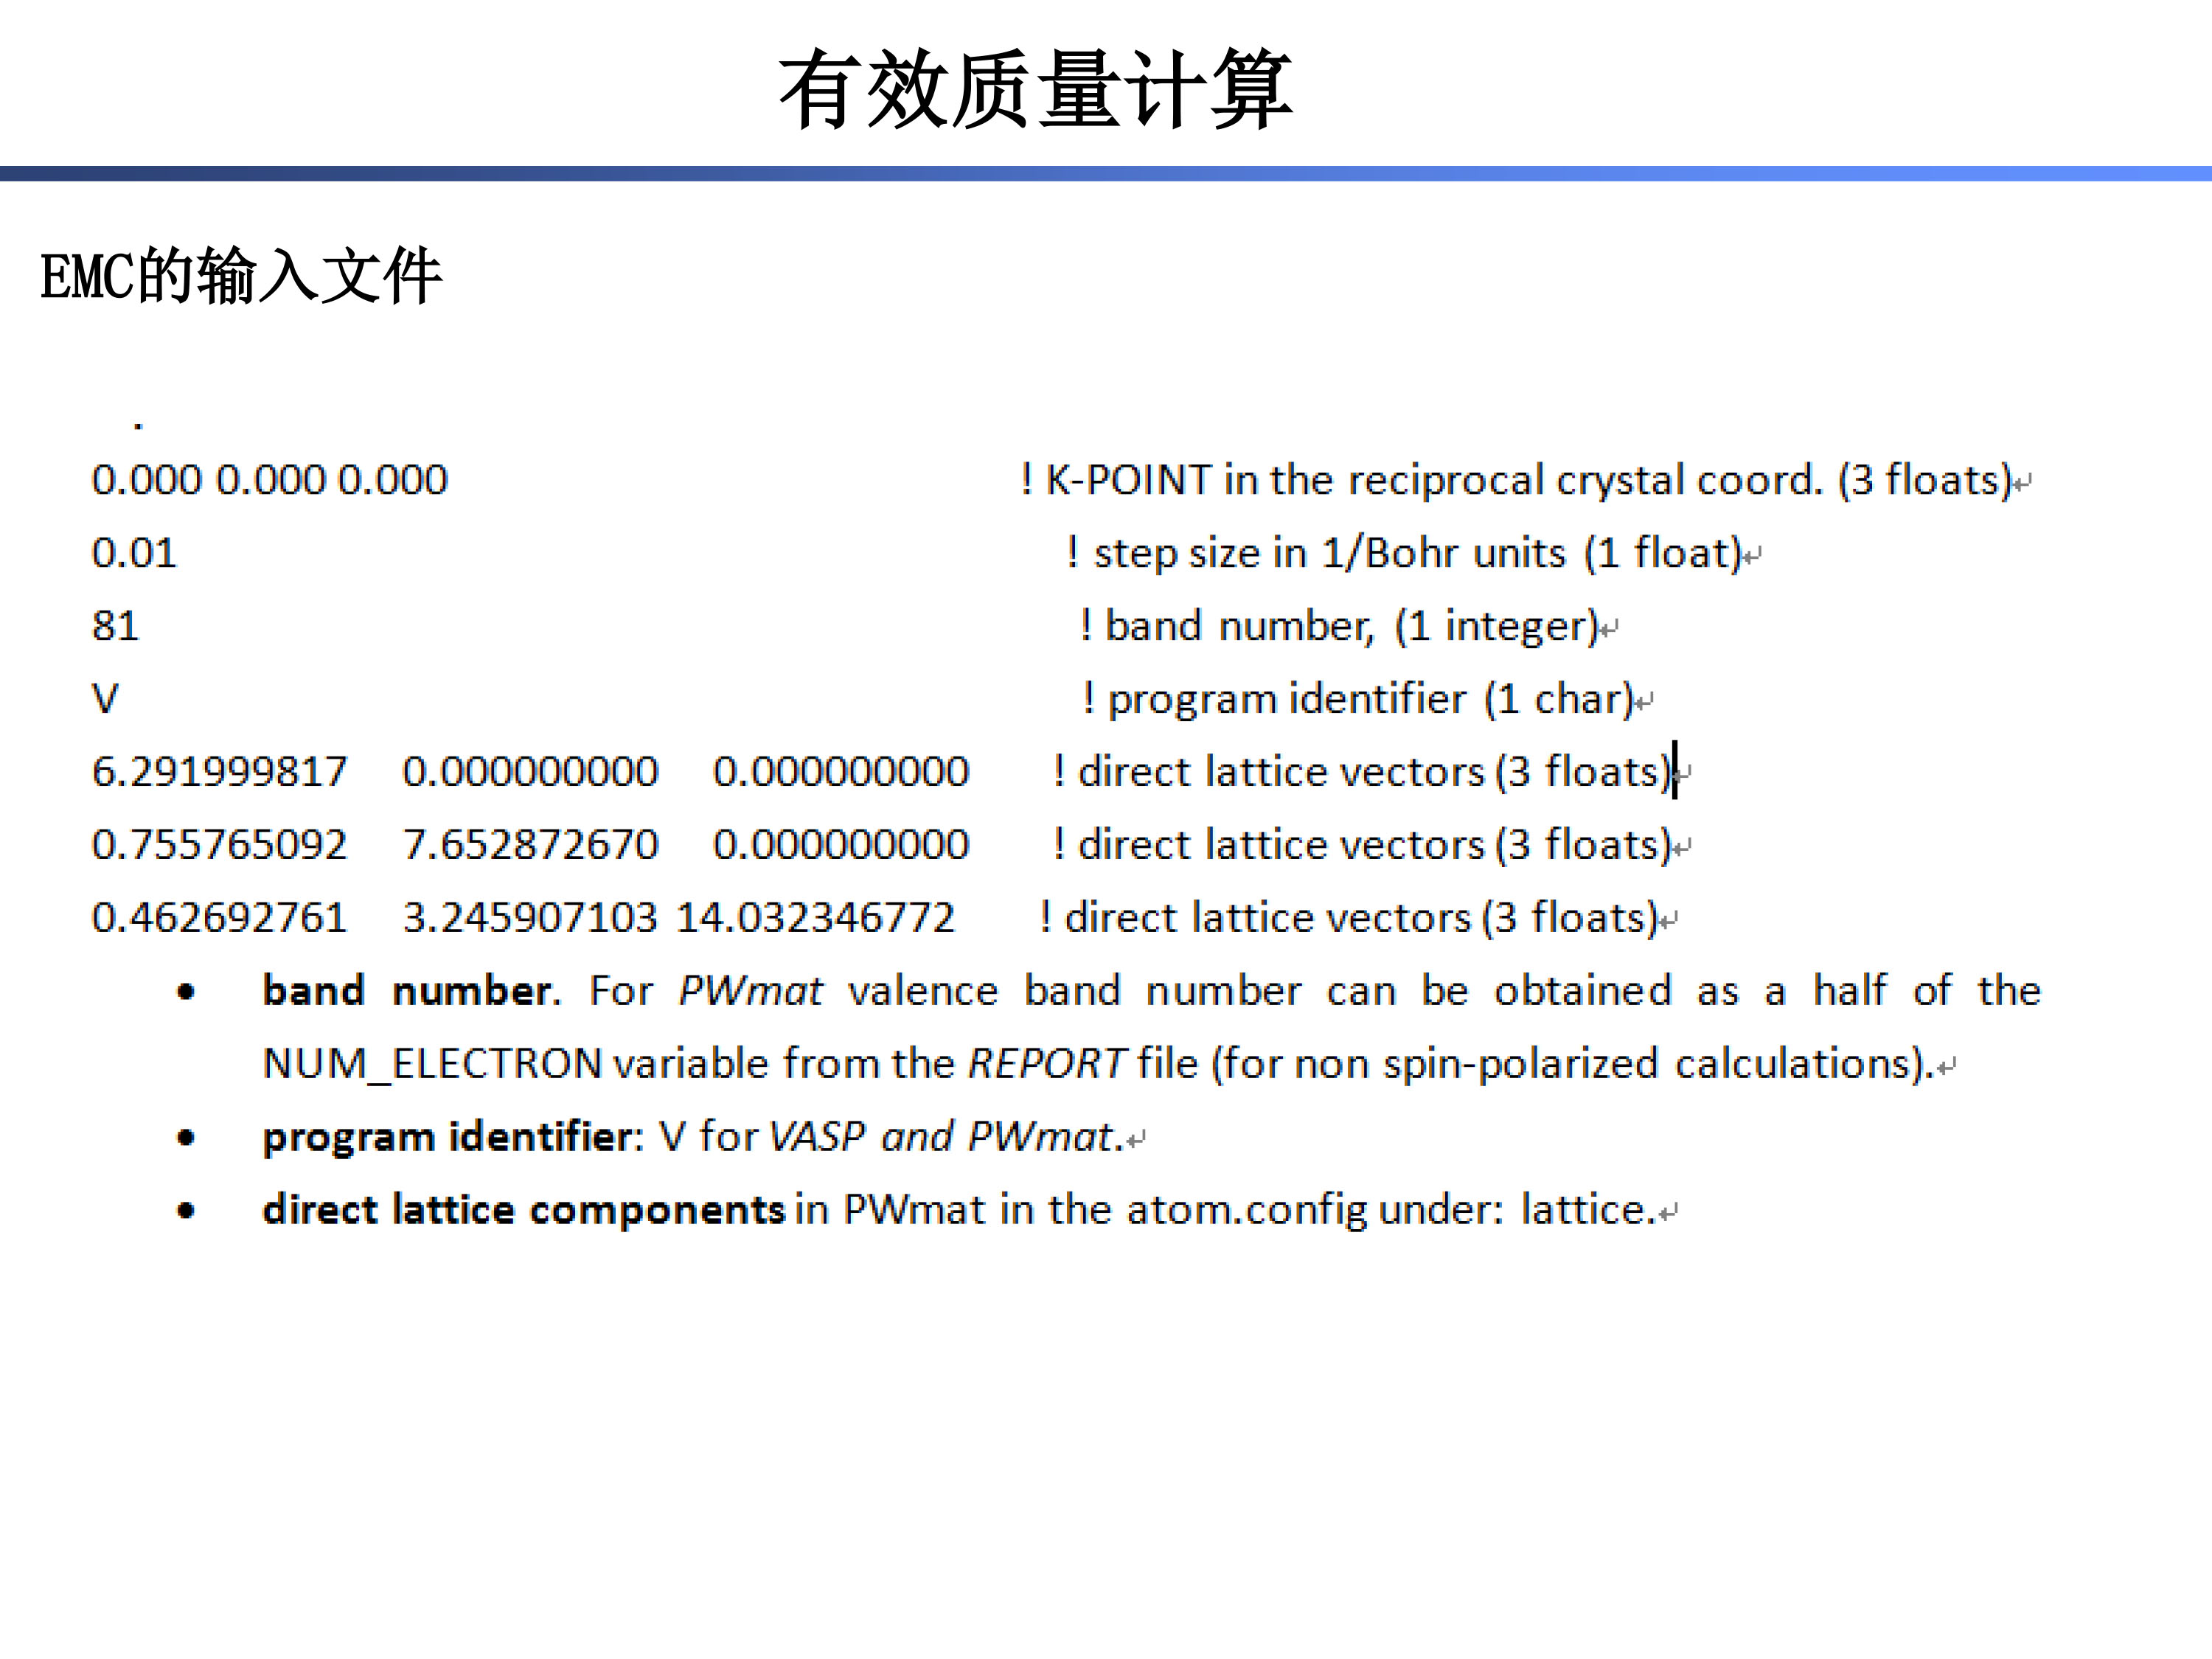 有效质量计算
EMC的输入文件
.
0.000 0.000 0.000 ! K-POINT in the reciprocal crystal coord. (3 floats)↵
0.01 ! step size in 1/Bohr units (1 float)↵
81 ! band number, (1 integer)↵
V ! program identifier (1 char)↵
6.291999817 0.000000000 0.000000000 ! direct lattice vectors (3 floats)↵
0.755765092 7.652872670 0.000000000 ! direct lattice vectors (3 floats)↵
0.462692761 3.245907103 14.032346772 ! direct lattice vectors (3 floats)↵
• band number. For PWmat valence band number can be obtained as a half of the
NUM_ELECTRON variable from the REPORT file (for non spin-polarized calculations).↵
• program identifier: V for VASP and PWmat.↵
• direct lattice components in PWmat in the atom.config under: lattice.↵